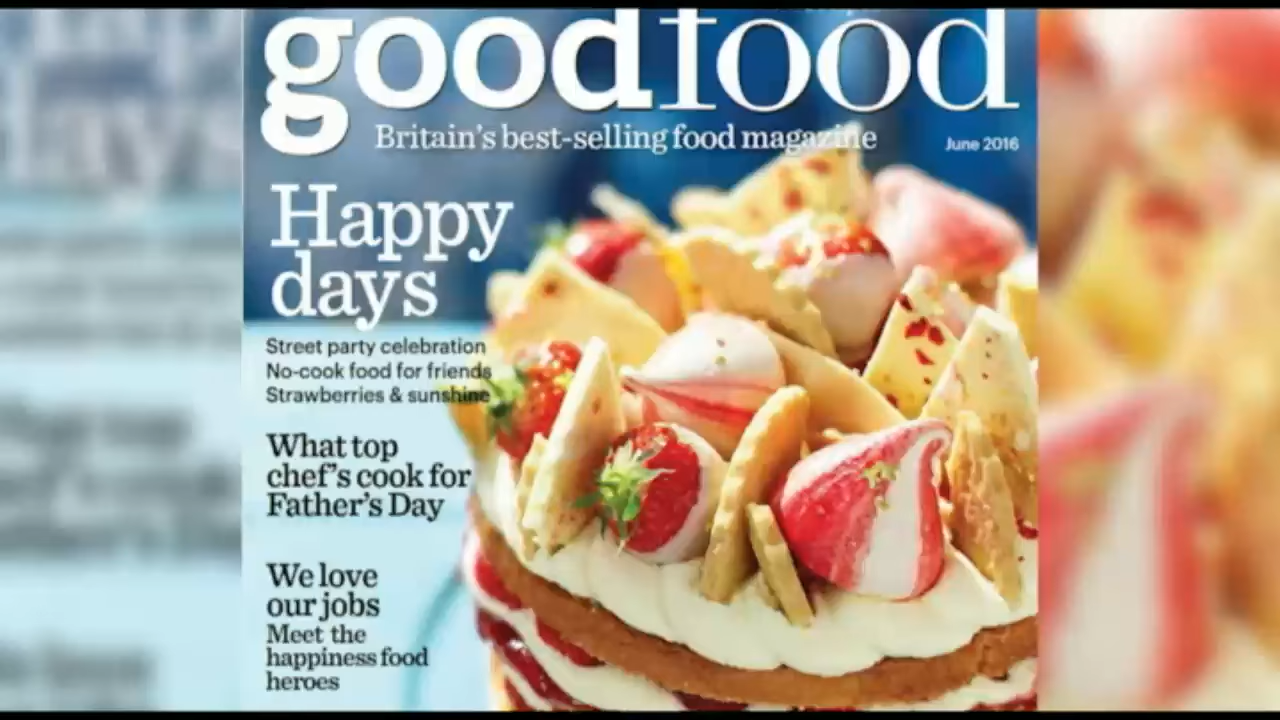 goodfood
Britain's best-selling food magazine
June 2016
Happy
days
Street party celebration
No-cook food for friends
Strawberries & sunshine
What top
chef's cook for
Father's Day
We love
our jobs
Meet the
happiness food
heroes